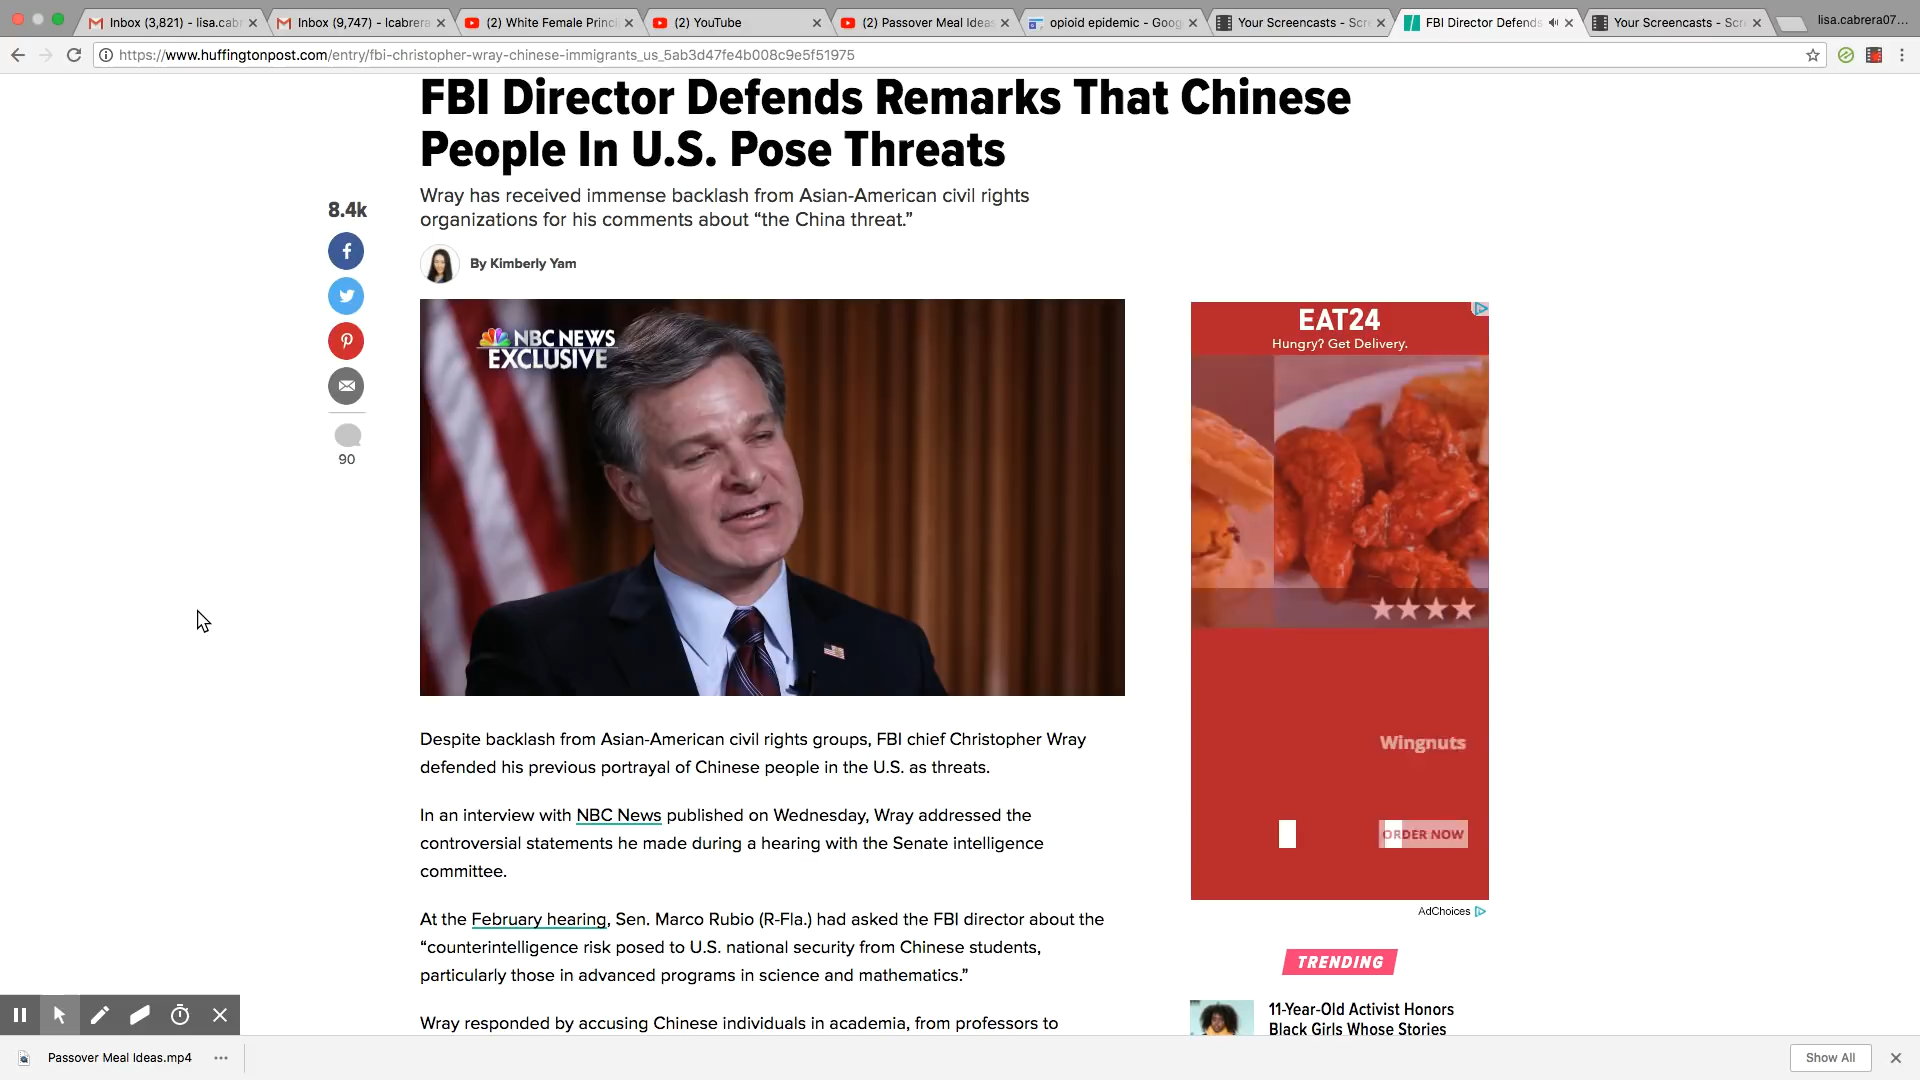 Inbox (3,821) - lisa.cab
Inbox (9,747) - lcabrera
(2) White Female Princi
(2) YouTube
(2) Passover Meal Ideas
opioid epidemic - Goog
Your Screencasts - Scr
FBI Director Defends
Your Screencasts - Scr
lisa.cabrera07...
https://www.huffingtonpost.com/entry/fbi-christopher-wray-chinese-immigrants_us_5ab3d47fe4b008c9e5f51975
FBI Director Defends Remarks That Chinese
People In U.S. Pose Threats
Wray has received immense backlash from Asian-American civil rights
organizations for his comments about “the China threat.”
8.4k
By Kimberly Yam
90
NBC NEWS
EXCLUSIVE
EAT24
Hungry? Get Delivery.
Wingnuts
ORDER NOW
AdChoices
Despite backlash from Asian-American civil rights groups, FBI chief Christopher Wray
defended his previous portrayal of Chinese people in the U.S. as threats.
In an interview with NBC News published on Wednesday, Wray addressed the
controversial statements he made during a hearing with the Senate intelligence
committee.
At the February hearing, Sen. Marco Rubio (R-Fla.) had asked the FBI director about the
“counterintelligence risk posed to U.S. national security from Chinese students,
particularly those in advanced programs in science and mathematics.”
Wray responded by accusing Chinese individuals in academia, from professors to
TRENDING
11-Year-Old Activist Honors
Black Girls Whose Stories
Passover Meal Ideas.mp4
Show All